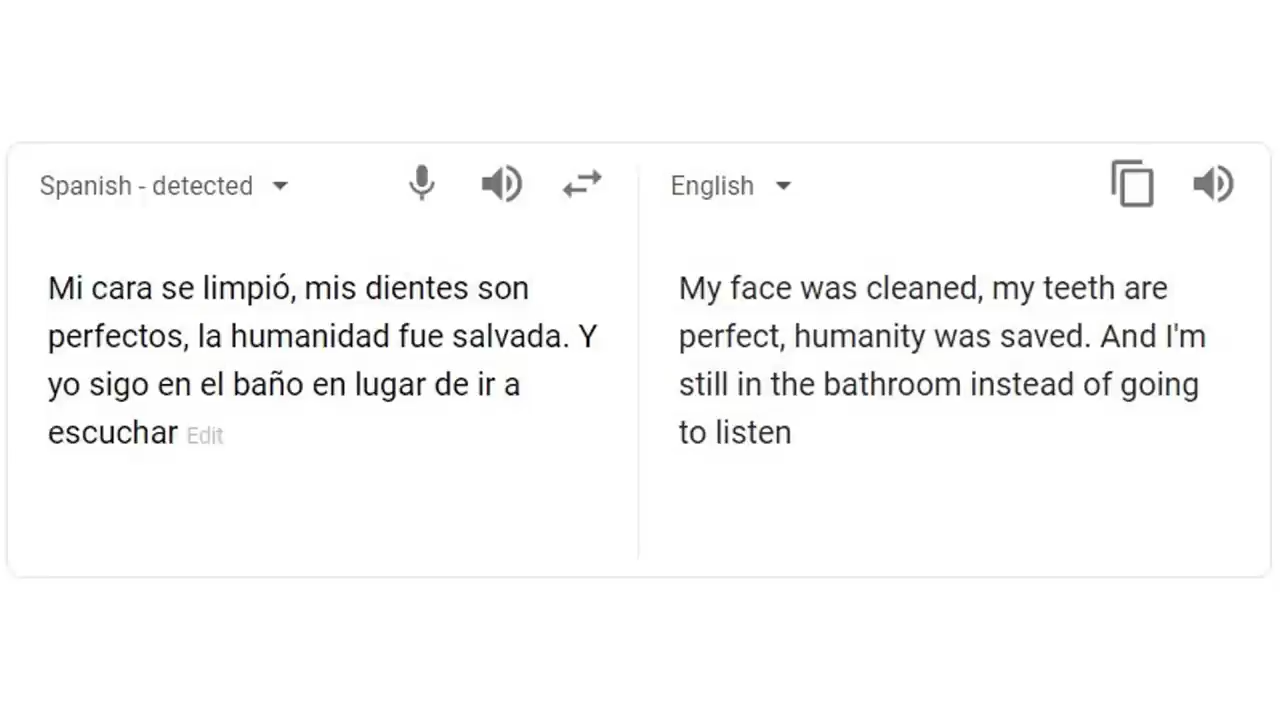 Spanish - detected
English
Mi cara se limpió, mis dientes son
perfectos, la humanidad fue salvada. Y
yo sigo en el baño en lugar de ir a
escuchar Edit
My face was cleaned, my teeth are
perfect, humanity was saved. And I'm
still in the bathroom instead of going
to listen